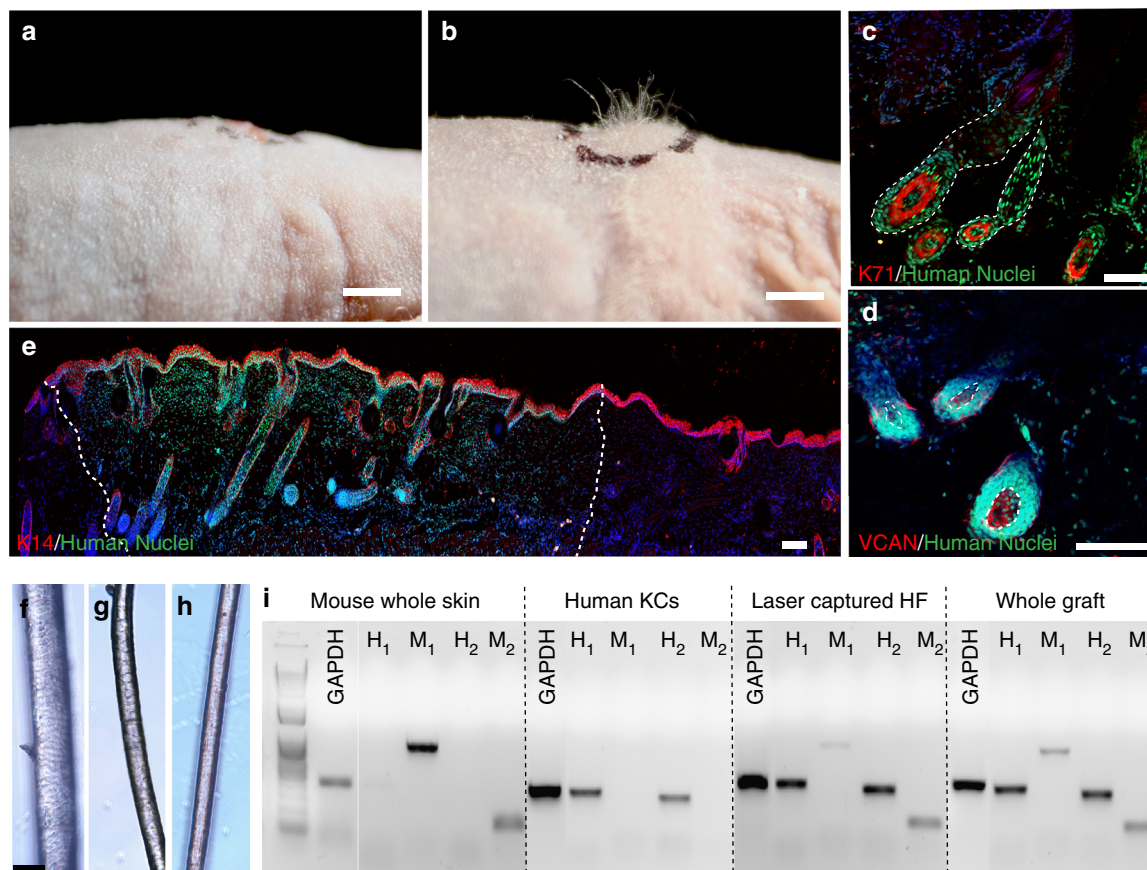 a
b
c
K71/Human Nuclei
d
VCAN/Human Nuclei
e
K14/Human Nuclei
f
g
h
i
Mouse whole skin
Human KCs
Laser captured HF
Whole graft
GAPDH H1 M1 H2 M2
GAPDH H1 M1 H2 M2
GAPDH H1 M1 H2 M2
GAPDH H1 M1 H2 M